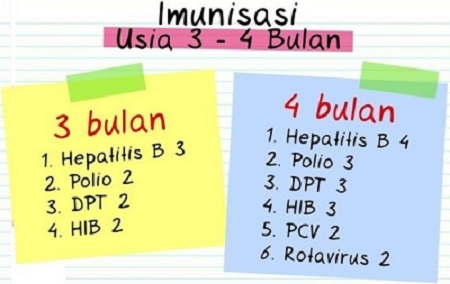 Imunisasi
Usia 3 - 4 Bulan
3 bulan
1. Hepatitis B 3
2. Polio 2
3. DPT 2
4. HIB 2
4 bulan
1. Hepatitis B 4
2. Polio 3
3. DPT 3
4. HIB 3
5. PCV 2
6. Rotavirus 2